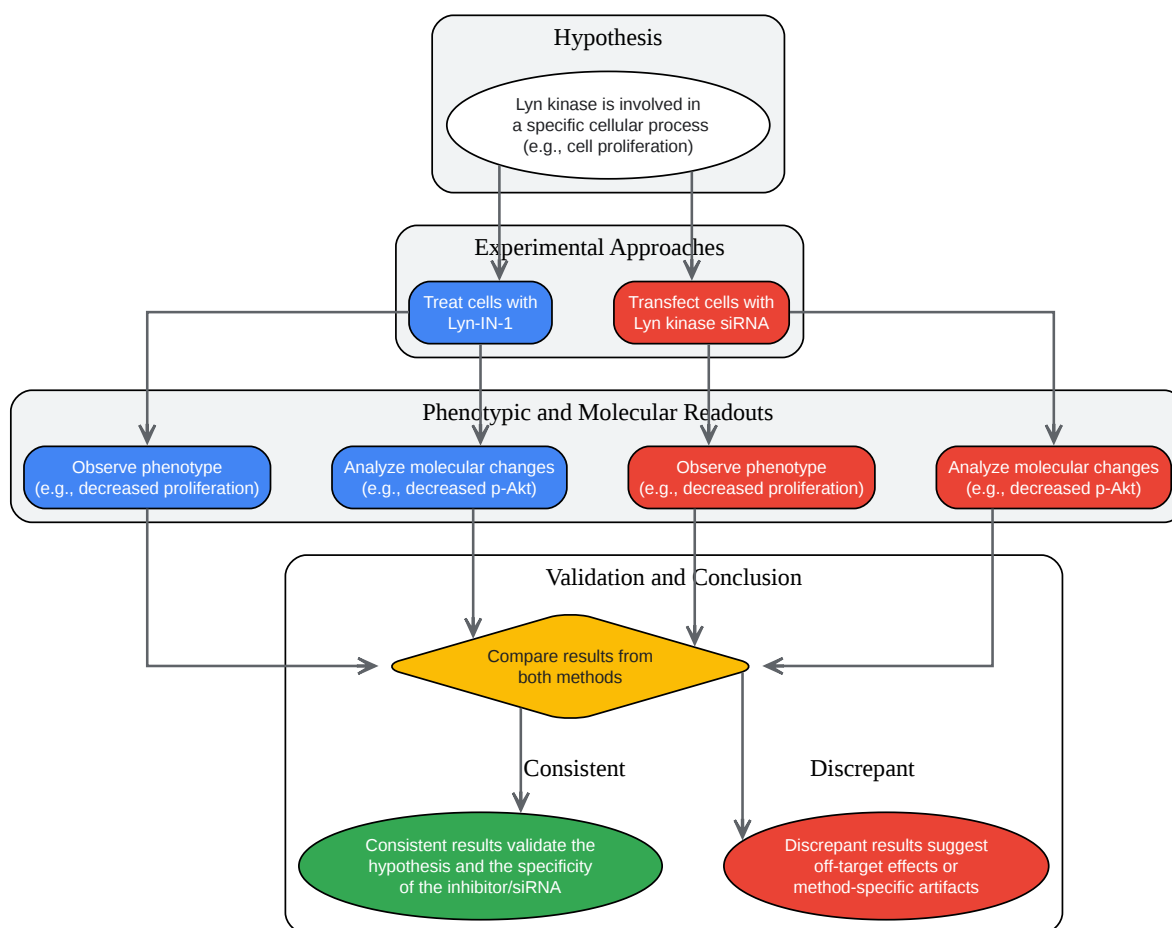 Hypothesis
Lyn kinase is involved in
a specific cellular process
(e.g., cell proliferation)
Experimental Approaches
Treat cells with
Lyn-IN-1
Transfect cells with
Lyn kinase siRNA
Phenotypic and Molecular Readouts
Observe phenotype
(e.g., decreased proliferation)
Analyze molecular changes
(e.g., decreased p-Akt)
Observe phenotype
(e.g., decreased proliferation)
Analyze molecular changes
(e.g., decreased p-Akt)
Validation and Conclusion
Compare results from
both methods
Consistent
Discrepant
Consistent results validate the
hypothesis and the specificity
of the inhibitor/siRNA
Discrepant results suggest
off-target effects or
method-specific artifacts